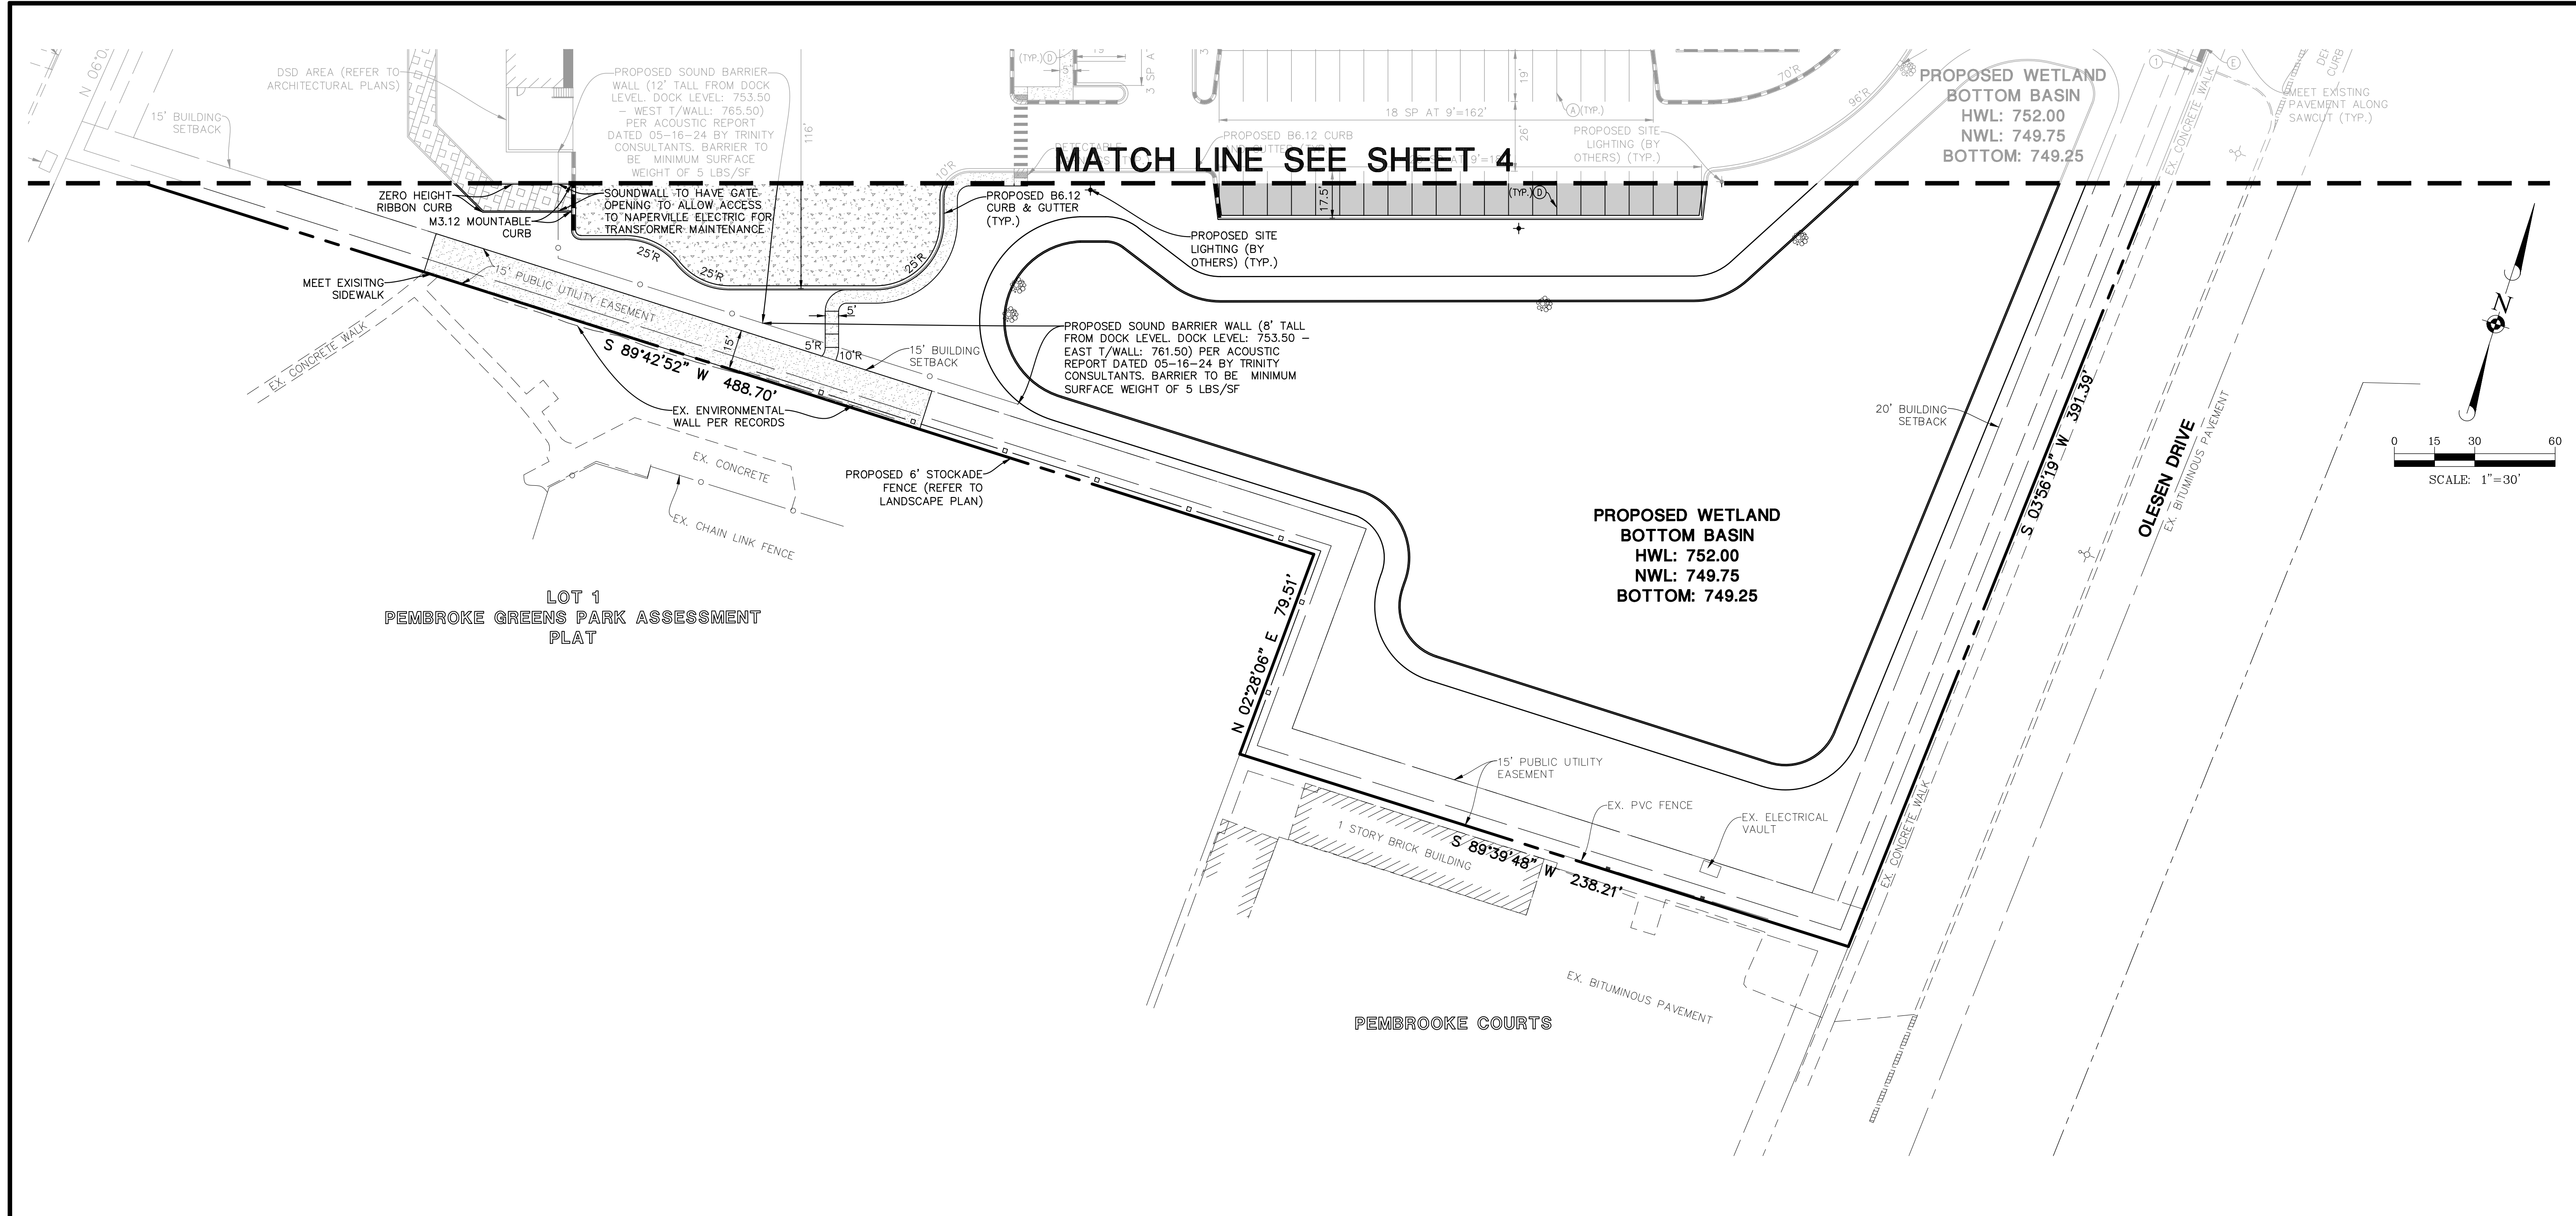 DSD AREA (REFER TO
ARCHITECTURAL PLANS)
15' BUILDING
SETBACK
PROPOSED SOUND BARRIER
WALL (12' TALL FROM DOCK
LEVEL. DOCK LEVEL: 753.50
- WEST T/WALL: 765.50)
PER ACOUSTIC REPORT
DATED 05-16-24 BY TRINITY
CONSULTANTS. BARRIER TO
BE MINIMUM SURFACE
WEIGHT OF 5 LBS/SF
116'
(TYP.) D
5'
3 SP A
19'
18 SP AT 9'=162'
26'
A (TYP.)
PROPOSED B6.12 CURB
PROPOSED SITE
LIGHTING (BY
OTHERS) (TYP.)
70'R
96'R
10'R
PROPOSED WETLAND
BOTTOM BASIN
HWL: 752.00
NWL: 749.75
BOTTOM: 749.25
1
E
EX. CONCRETE WALK
MEET EXISTING
PAVEMENT ALONG
SAWCUT (TYP.)
CURB
MATCH LINE SEE SHEET 4
ZERO HEIGHT
RIBBON CURB
M3.12 MOUNTABLE
CURB
SOUNDWALL TO HAVE GATE
OPENING TO ALLOW ACCESS
TO NAPERVILLE ELECTRIC FOR
TRANSFORMER MAINTENANCE
PROPOSED B6.12
CURB & GUTTER
(TYP.)
17.5'
(TYP.) D
PROPOSED SITE
LIGHTING (BY
OTHERS) (TYP.)
25'R
25'R
25'R
MEET EXISITNG
SIDEWALK
15' PUBLIC UTILITY EASEMENT
EX. CONCRETE WALK
S 89°42'52" W 488.70'
15'
5'
5'R
10'R
15' BUILDING
SETBACK
PROPOSED SOUND BARRIER WALL (8' TALL
FROM DOCK LEVEL. DOCK LEVEL: 753.50 -
EAST T/WALL: 761.50) PER ACOUSTIC
REPORT DATED 05-16-24 BY TRINITY
CONSULTANTS. BARRIER TO BE MINIMUM
SURFACE WEIGHT OF 5 LBS/SF
EX. ENVIRONMENTAL
WALL PER RECORDS
EX. CONCRETE
EX. CHAIN LINK FENCE
PROPOSED 6' STOCKADE
FENCE (REFER TO
LANDSCAPE PLAN)
20' BUILDING
SETBACK
S 03°56'19" W 391.39'
OLESEN DRIVE
EX. BITUMINOUS PAVEMENT
N
0 15 30 60
SCALE: 1"=30'
PROPOSED WETLAND
BOTTOM BASIN
HWL: 752.00
NWL: 749.75
BOTTOM: 749.25
LOT 1
PEMBROKE GREENS PARK ASSESSMENT
PLAT
N 02°28'06" E 79.51'
15' PUBLIC UTILITY
EASEMENT
EX. PVC FENCE
EX. ELECTRICAL
VAULT
EX. CONCRETE WALK
1 STORY BRICK BUILDING
S 89°39'48" W 238.21'
EX. BITUMINOUS PAVEMENT
PEMBROOKE COURTS